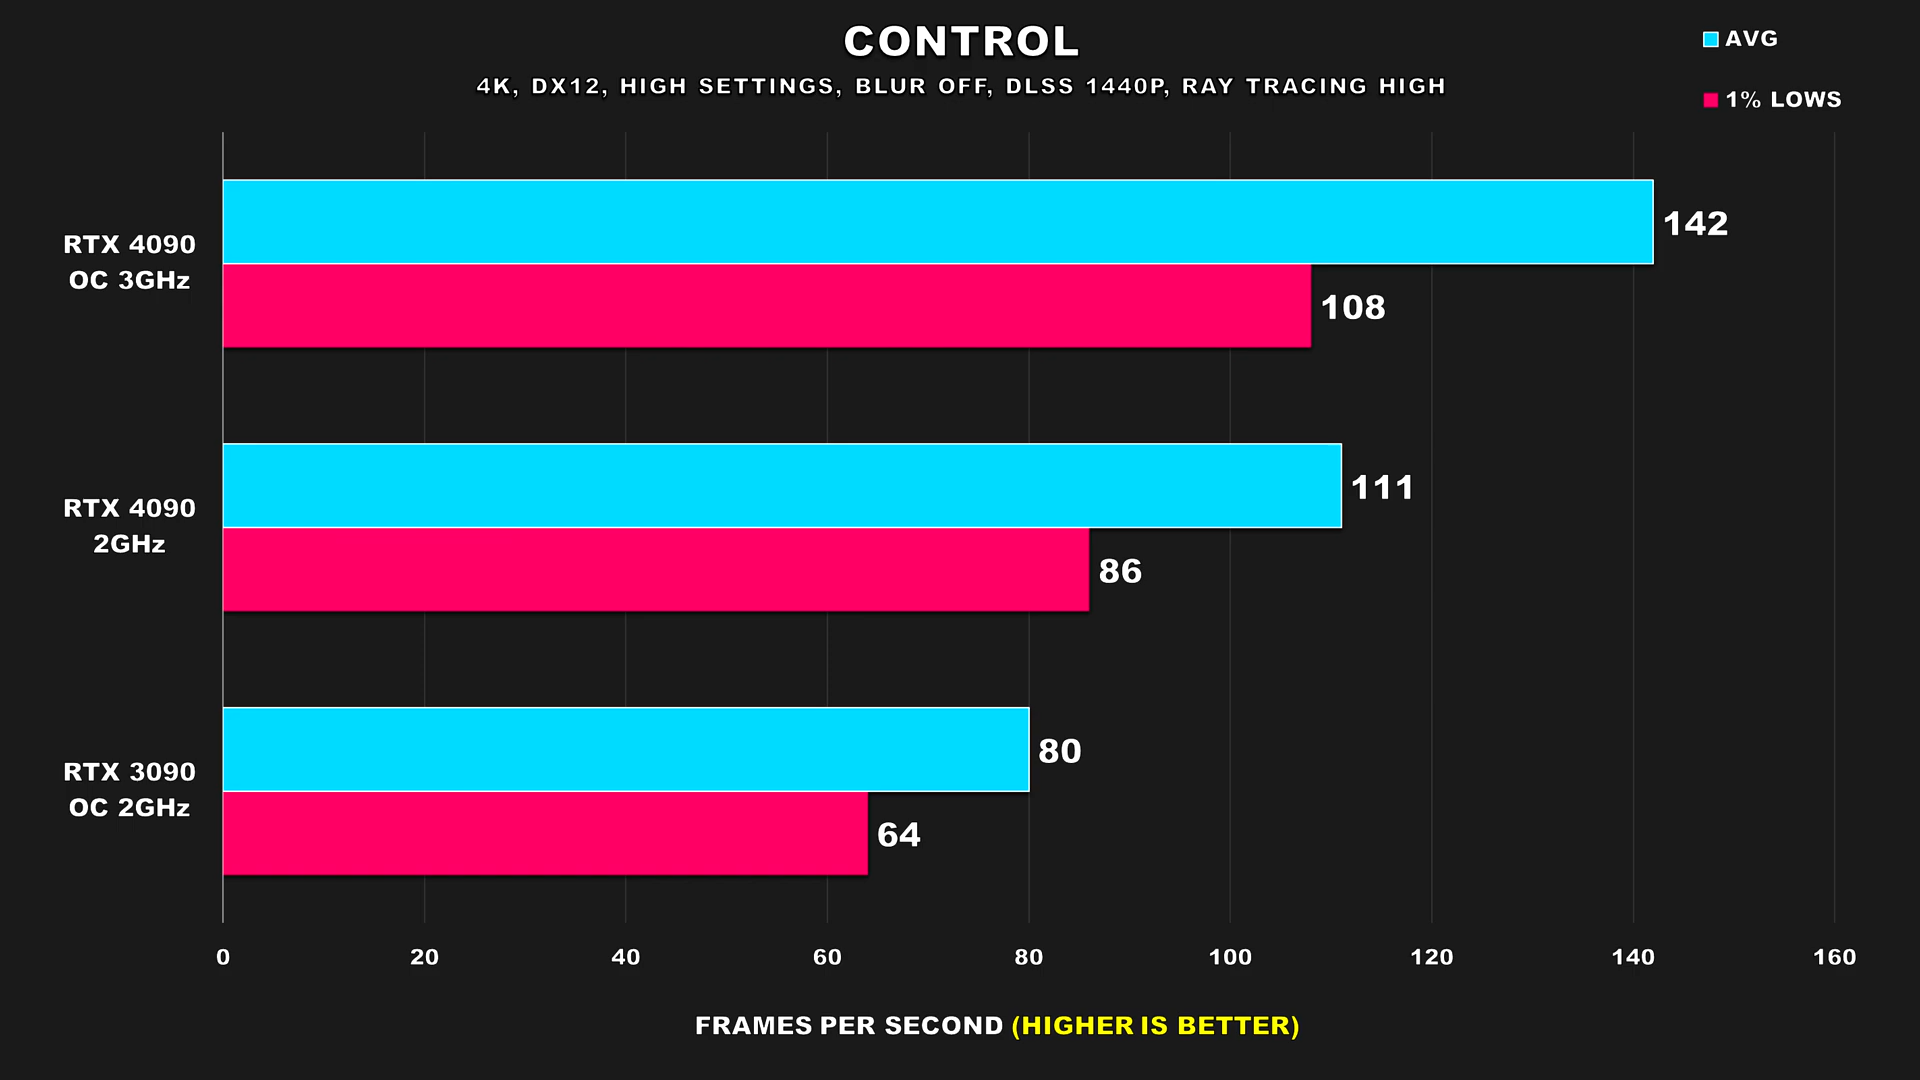 CONTROL
4K, DX12, HIGH SETTINGS, BLUR OFF, DLSS 1440P, RAY TRACING HIGH
AVG
1% LOWS
RTX 4090
OC 3GHz
142
108
RTX 4090
2GHz
111
86
RTX 3090
OC 2GHz
80
64
0 20 40 60 80 100 120 140 160
FRAMES PER SECOND (HIGHER IS BETTER)